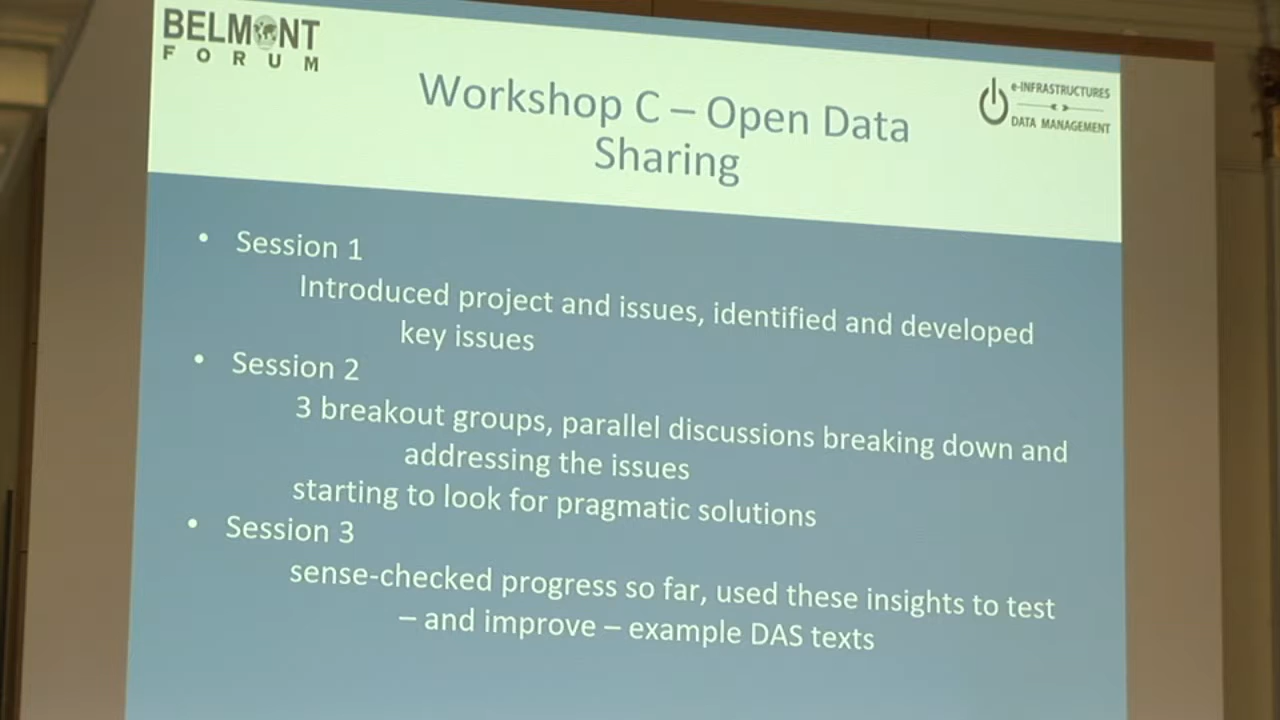 BELMONT
FORUM
e-INFRASTRUCTURES
DATA MANAGEMENT
Workshop C – Open Data
Sharing
• Session 1
Introduced project and issues, identified and developed
key issues
• Session 2
3 breakout groups, parallel discussions breaking down and
addressing the issues
starting to look for pragmatic solutions
• Session 3
sense-checked progress so far, used these insights to test
– and improve – example DAS texts